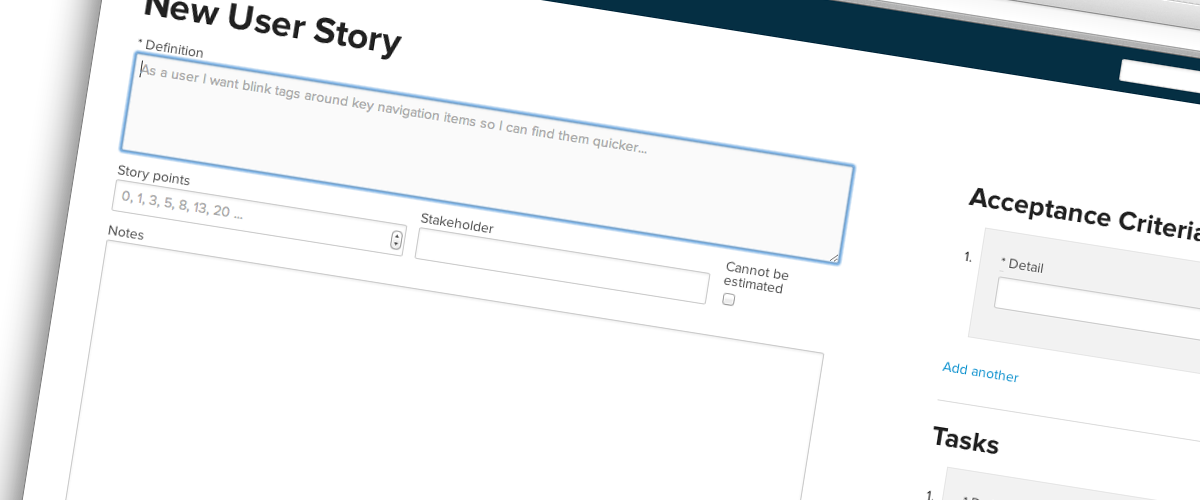 New User Story
* Definition
As a user I want blink tags around key navigation items so I can find them quicker...
Story points
0, 1, 3, 5, 8, 13, 20 ...
Stakeholder
Cannot be
estimated
Notes
Acceptance Criteria
1.
* Detail
Add another
Tasks
1.